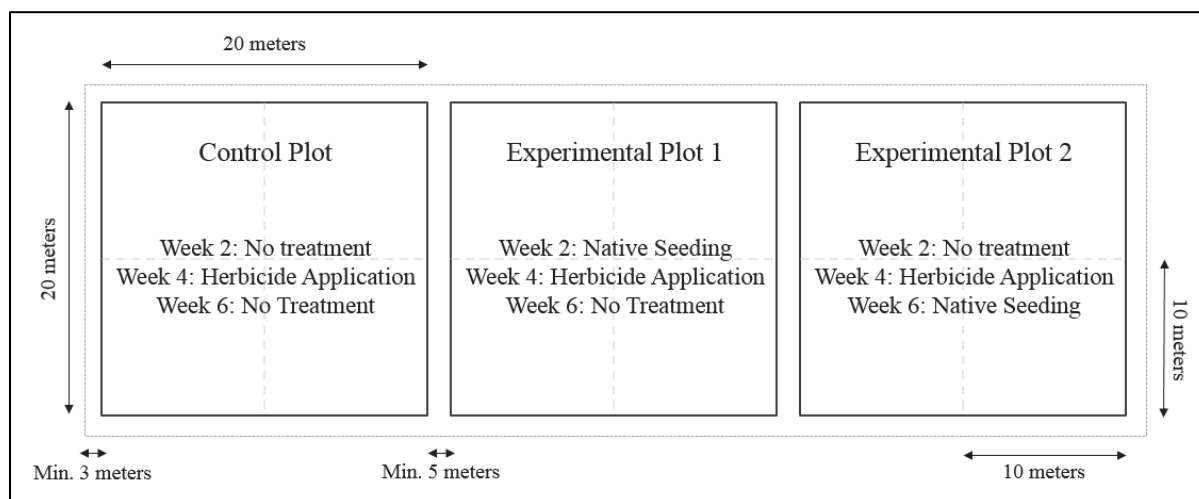 20 meters
20 meters
Control Plot
Week 2: No treatment
Week 4: Herbicide Application
Week 6: No Treatment
Experimental Plot 1
Week 2: Native Seeding
Week 4: Herbicide Application
Week 6: No Treatment
Experimental Plot 2
Week 2: No treatment
Week 4: Herbicide Application
Week 6: Native Seeding
10 meters
Min. 3 meters
Min. 5 meters
10 meters